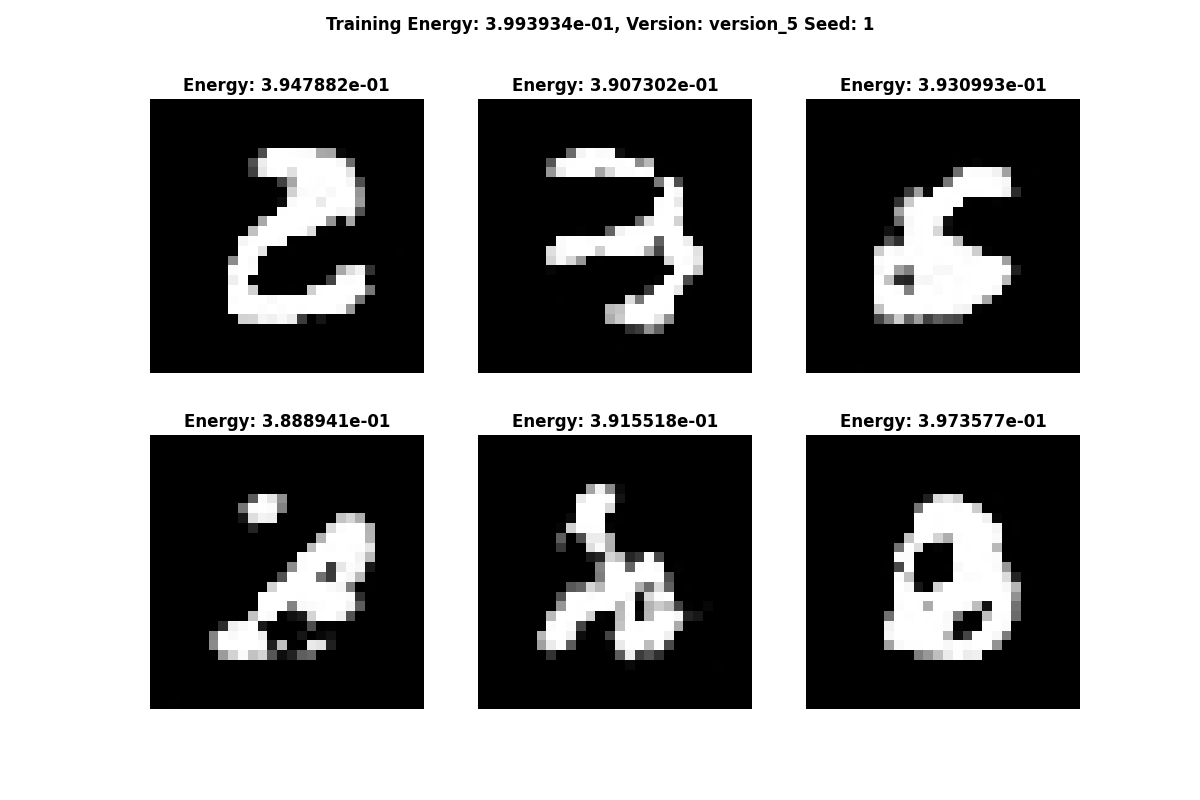 Training Energy: 3.993934e-01, Version: version_5 Seed: 1
Energy: 3.947882e-01
Energy: 3.907302e-01
Energy: 3.930993e-01
Energy: 3.888941e-01
Energy: 3.915518e-01
Energy: 3.973577e-01